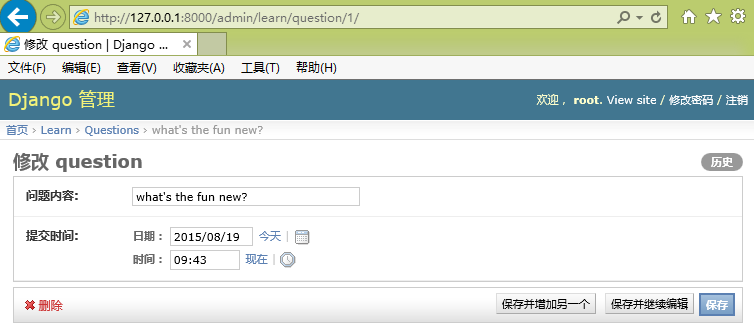 http://127.0.0.1:8000/admin/learn/question/1/
修改 question | Django ...
文件(F) 编辑(E) 查看(V) 收藏夹(A) 工具(T) 帮助(H)
Django 管理 欢迎， root. View site / 修改密码 / 注销
首页 › Learn › Questions › what's the fun new?
修改 question 历史
问题内容: what's the fun new?
提交时间: 日期： 2015/08/19 今天 |
时间： 09:43 现在 |
删除 保存并增加另一个 保存并继续编辑 保存